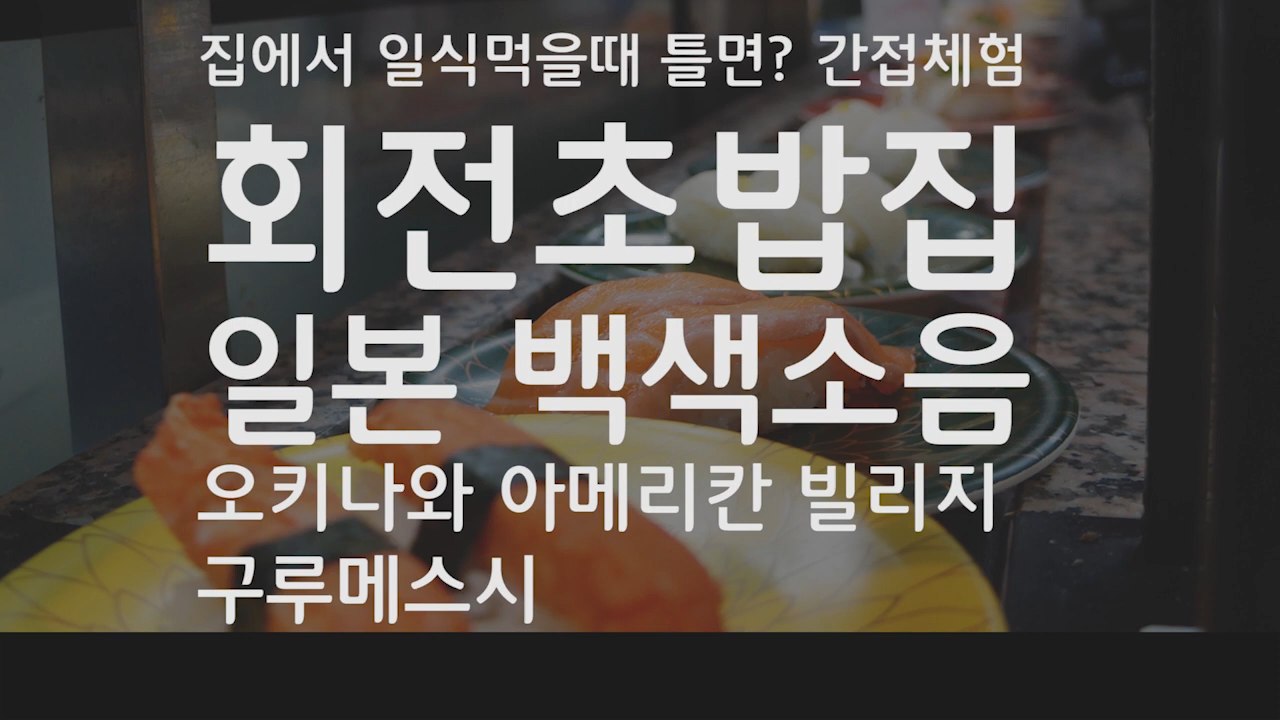 집에서 일식먹을때 틀면? 간접체험
회전초밥집
일본 백색소음
오키나와 아메리칸 빌리지
구루메스시